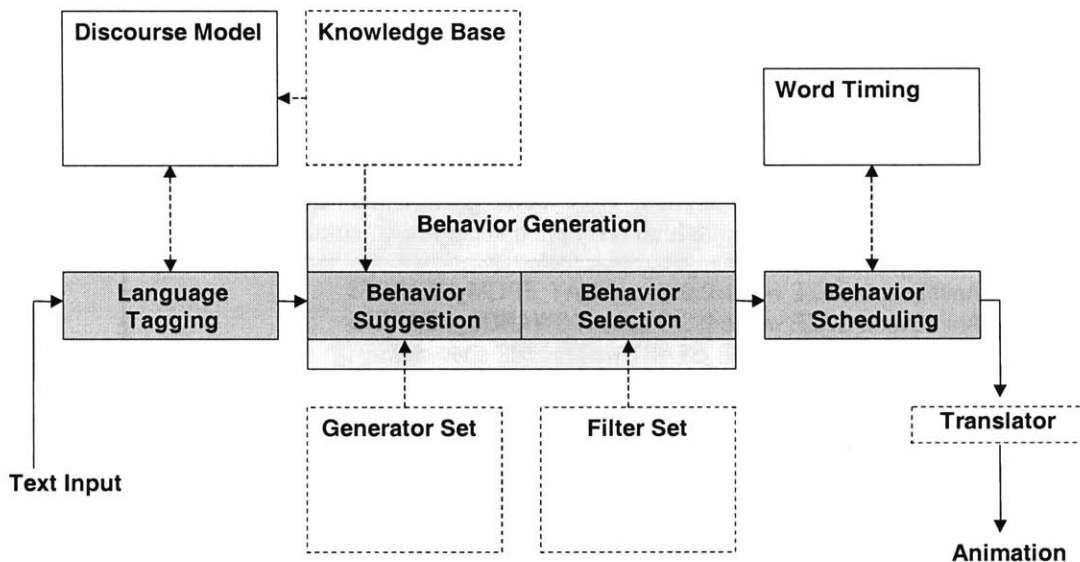 Discourse Model
Knowledge Base
Word Timing
Behavior Generation
Language
Tagging
Behavior
Suggestion
Behavior
Selection
Behavior
Scheduling
Generator Set
Filter Set
Translator
Text Input
Animation